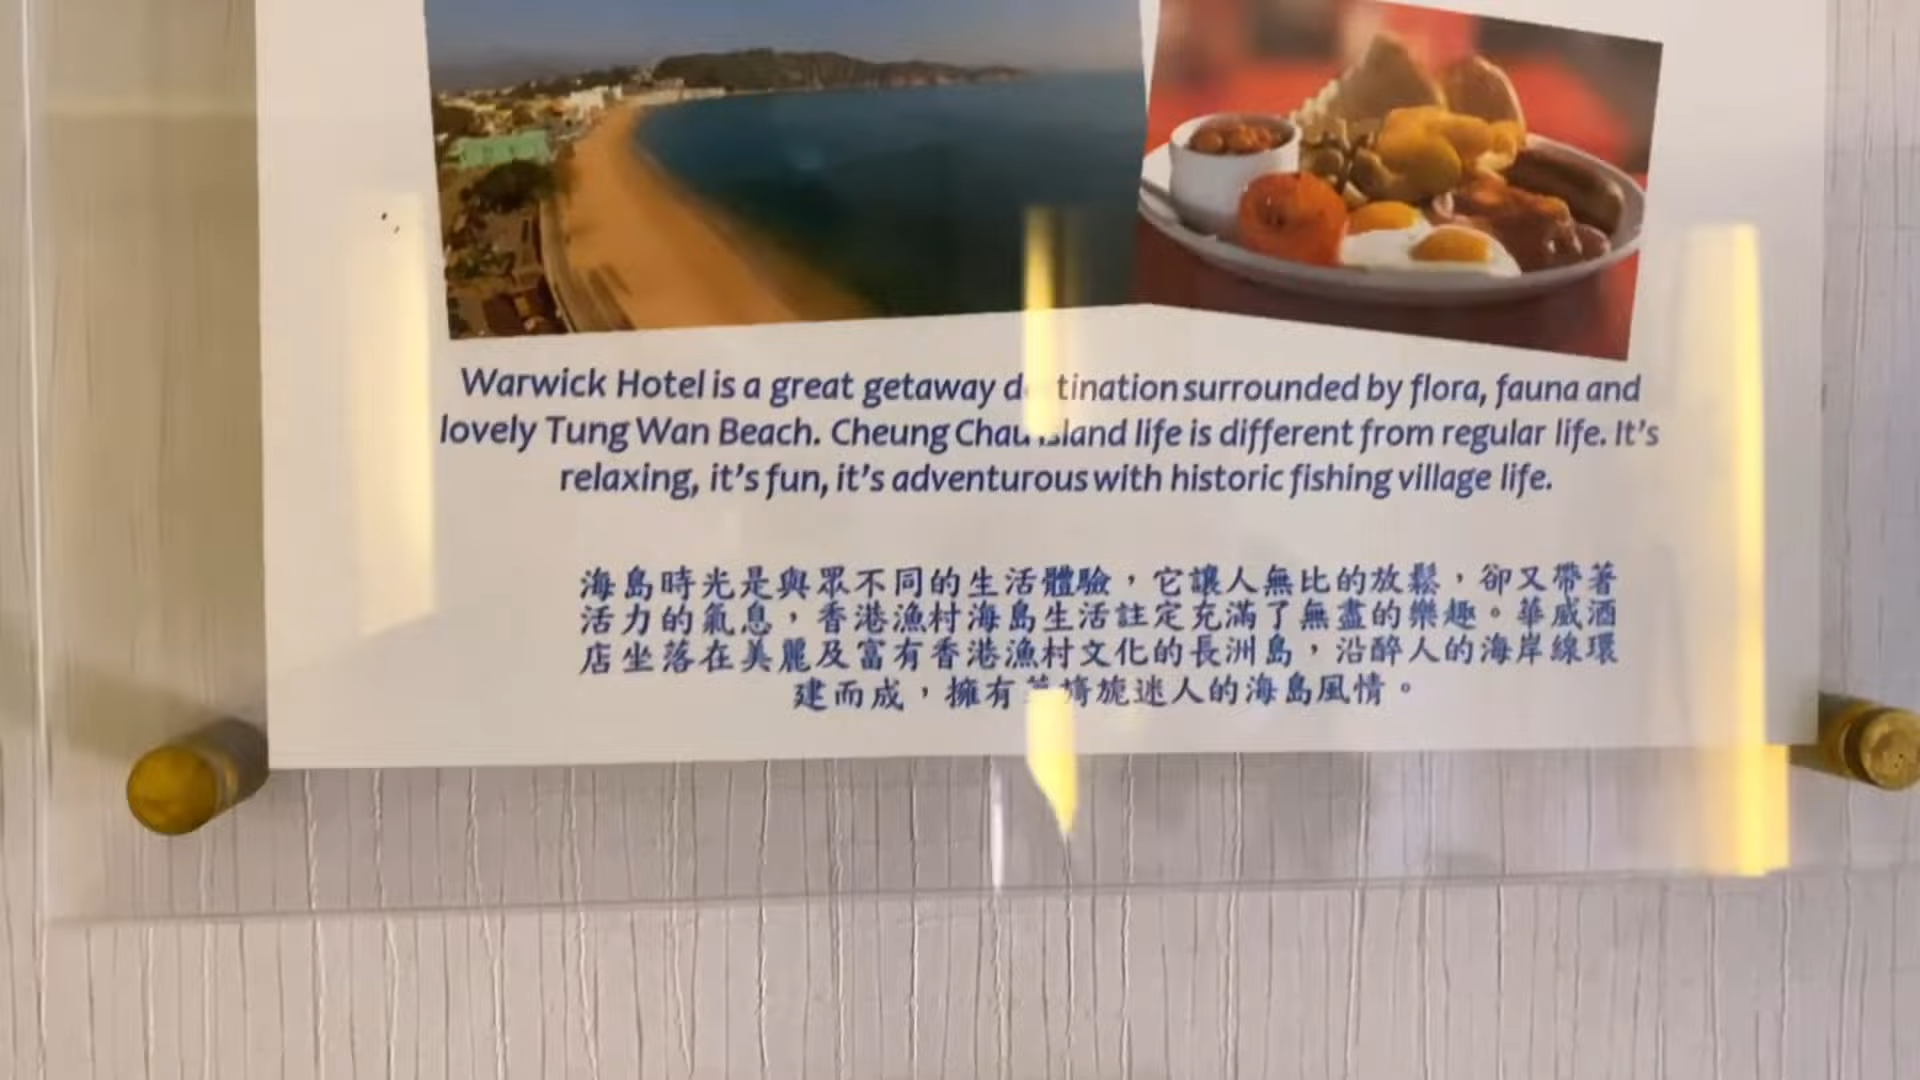 Warwick Hotel is a great getaway surrounded by flora, fauna and
lovely Tung Wan Beach. Cheung Chau island life is different from regular life. It's
relaxing, it's fun, it's adventurous with historic fishing village life.
海島時光是與眾不同的生活體驗，它讓人無比的放鬆，卻又帶著
活力的氣息，香港漁村海島生活註定充滿了無盡的樂趣。華威酒
店坐落在美麗及富有香港漁村文化的長洲島，沿醉人的海岸線環
建而成，擁有旖旎迷人的海島風情。